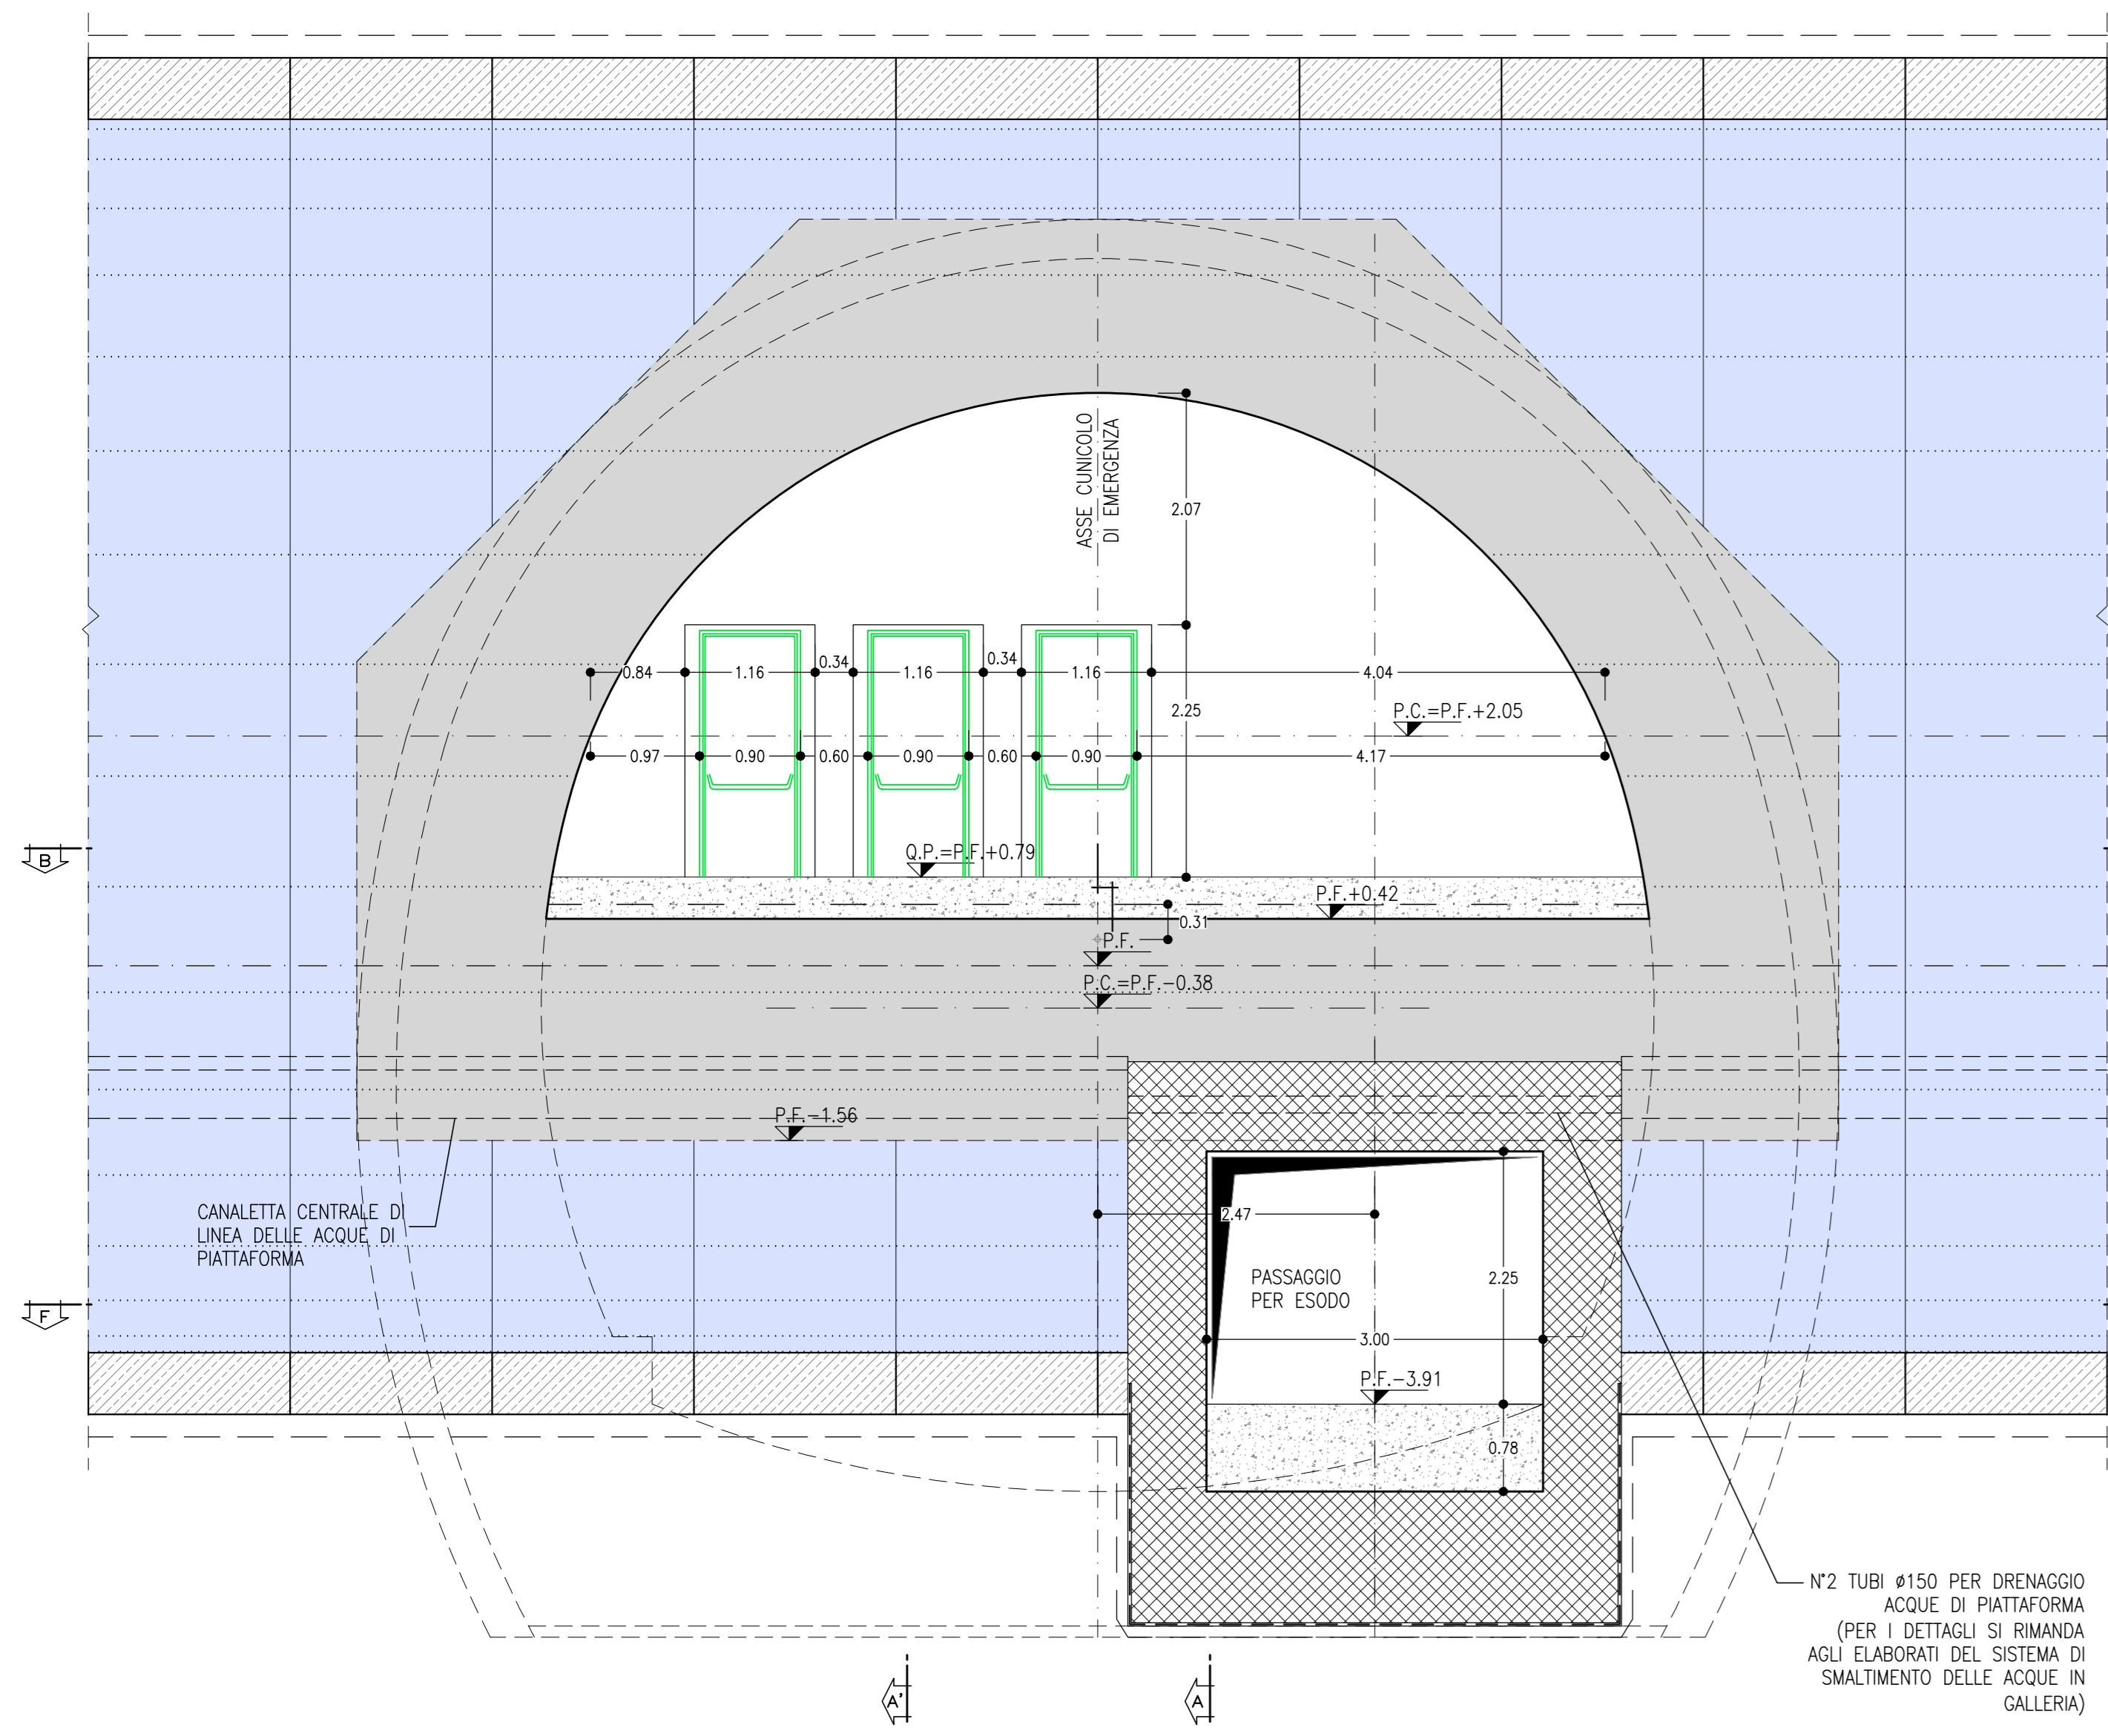 ASSE CUNICOLO
DI EMERGENZA
2.07
0.84
1.16
0.34
1.16
0.34
1.16
4.04
2.25
P.C.=P.F.+2.05
0.97
0.90
0.60
0.90
0.60
0.90
4.17
B
Q.P.=P.F.+0.79
P.F.+0.42
0.31
P.F.
P.C.=P.F.-0.38
P.F.-1.56
CANALETTA CENTRALE DI
LINEA DELLE ACQUE DI
PIATTAFORMA
2.47
PASSAGGIO
PER ESODO
2.25
F
3.00
P.F.-3.91
0.78
N°2 TUBI ø150 PER DRENAGGIO
ACQUE DI PIATTAFORMA
(PER I DETTAGLI SI RIMANDA
AGLI ELABORATI DEL SISTEMA DI
SMALTIMENTO DELLE ACQUE IN
GALLERIA)
A'
A